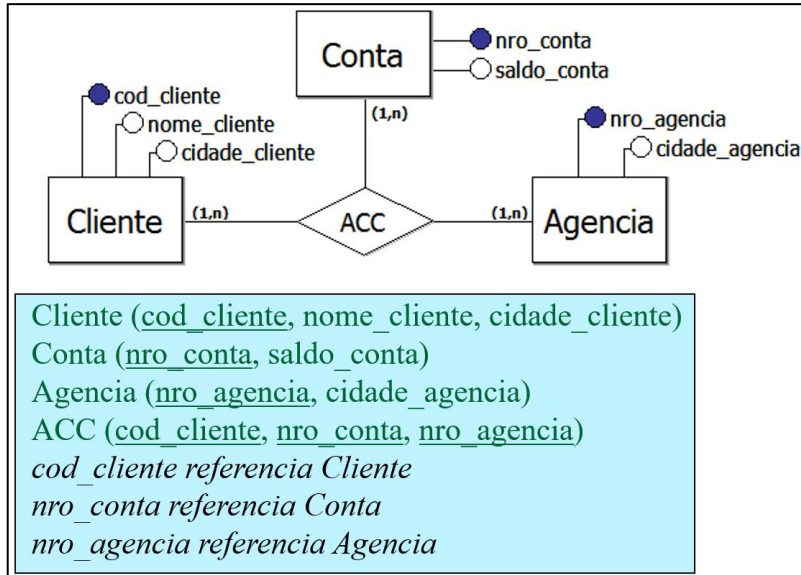 Conta
nro_conta
saldo_conta
(1,n)
cod_cliente
nome_cliente
cidade_cliente
nro_agencia
cidade_agencia
Cliente
(1,n)
ACC
(1,n)
Agencia
Cliente (cod_cliente, nome_cliente, cidade_cliente)
Conta (nro_conta, saldo_conta)
Agencia (nro_agencia, cidade_agencia)
ACC (cod_cliente, nro_conta, nro_agencia)
cod_cliente referencia Cliente
nro_conta referencia Conta
nro_agencia referencia Agencia